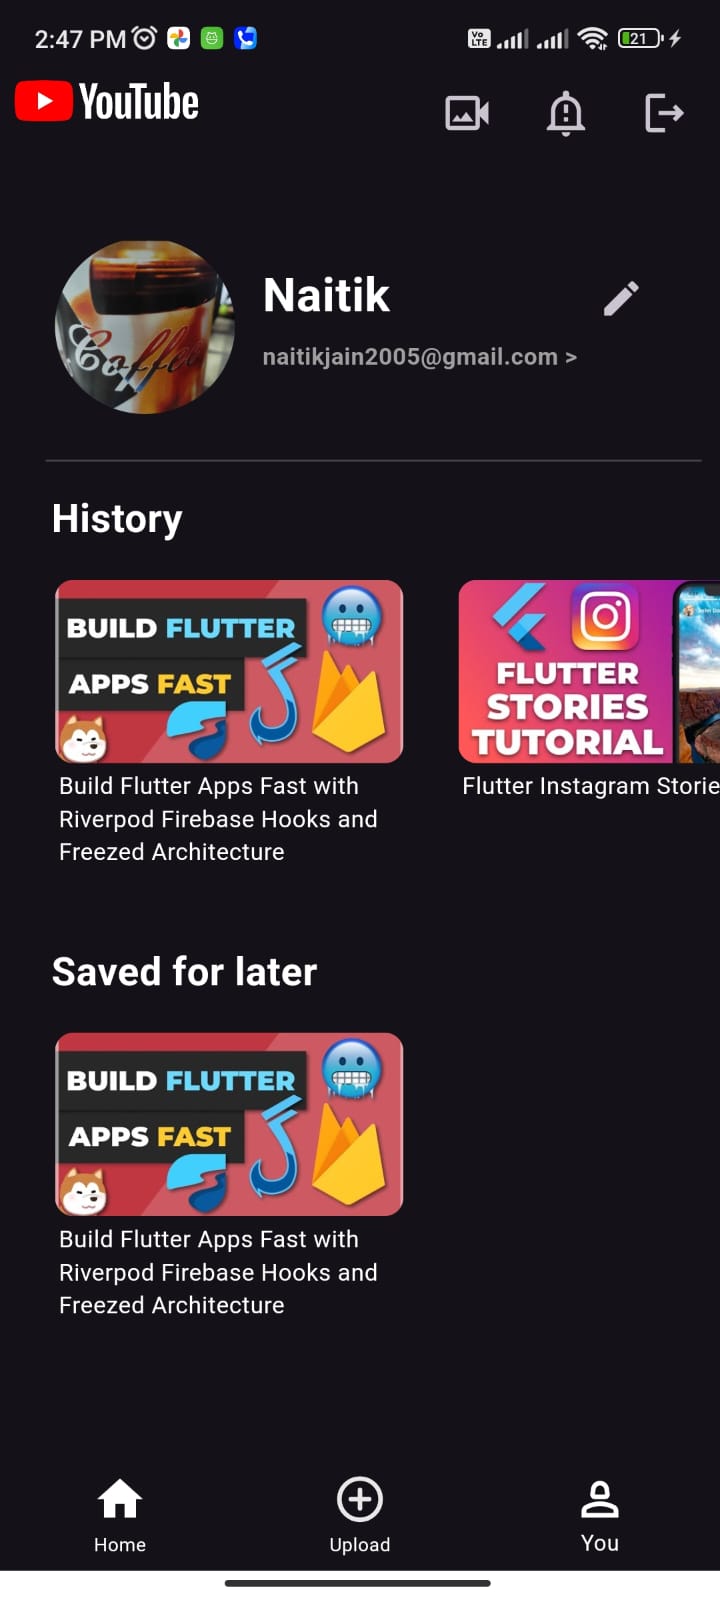 2:47 PM
Vo
LTE
21
YouTube
Coffee
Naitik
naitikjain2005@gmail.com >
History
BUILD FLUTTER
APPS FAST
FLUTTER
STORIES
TUTORIAL
Build Flutter Apps Fast with
Riverpod Firebase Hooks and
Freezed Architecture
Flutter Instagram Storie
Saved for later
BUILD FLUTTER
APPS FAST
Build Flutter Apps Fast with
Riverpod Firebase Hooks and
Freezed Architecture
Home
Upload
You